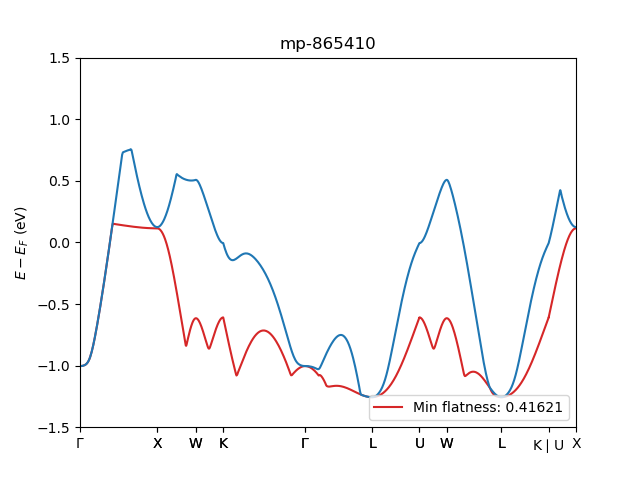 mp-865410
1.5
1.0
0.5
0.0
−0.5
−1.0
−1.5
E − E_F (eV)
Min flatness: 0.41621
Γ X W K Γ L U W L K | U X